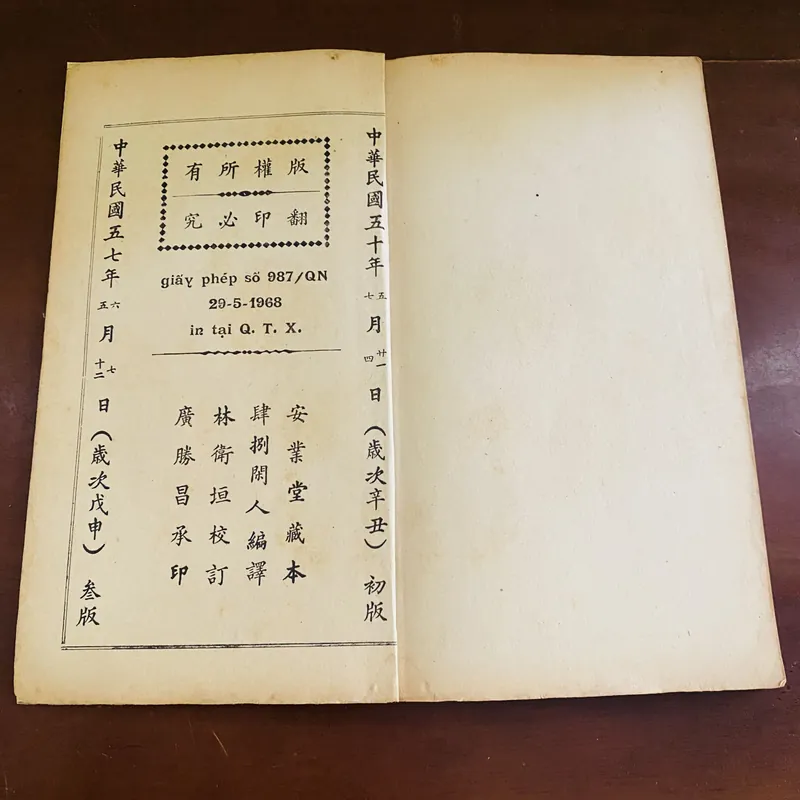 中華民國五十年五七月廿一四日（歲次辛丑）初版
版權所有
翻印必究
giấy phép số 987/QN
29-5-1968
in tại Q. T. X.
安業堂藏本
肆捌閑人編譯
林衛垣校訂
廣勝昌承印
中華民國五七年六五月七十二日（歲次戊申）叁版